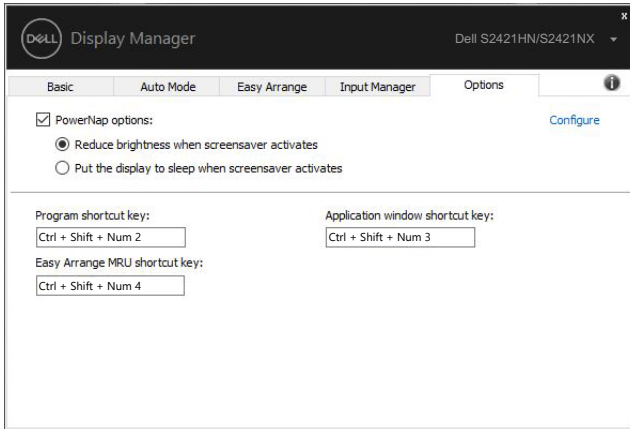 x
DELL Display Manager
Dell S2421HN/S2421NX
Basic Auto Mode Easy Arrange Input Manager Options
PowerNap options:
Configure
Reduce brightness when screensaver activates
Put the display to sleep when screensaver activates
Program shortcut key:
Application window shortcut key:
Ctrl + Shift + Num 2
Ctrl + Shift + Num 3
Easy Arrange MRU shortcut key:
Ctrl + Shift + Num 4